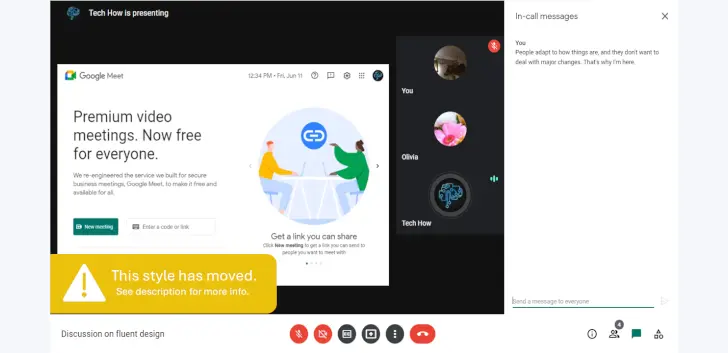 Tech How is presenting
In-call messages
You
People adapt to how things are, and they don't want to
deal with major changes. That's why I'm here.
Google Meet
12:34 PM • Fri, Jun 11
Premium video
meetings. Now free
for everyone.
We re-engineered the service we built for secure
business meetings, Google Meet, to make it free and
available for all.
New meeting
Enter a code or link
Get a link you can share
Click New meeting to get a link you can send to
people you want to meet with
You
Olivia
Tech How
This style has moved.
See description for more info.
Send a message to everyone
Discussion on fluent design
4